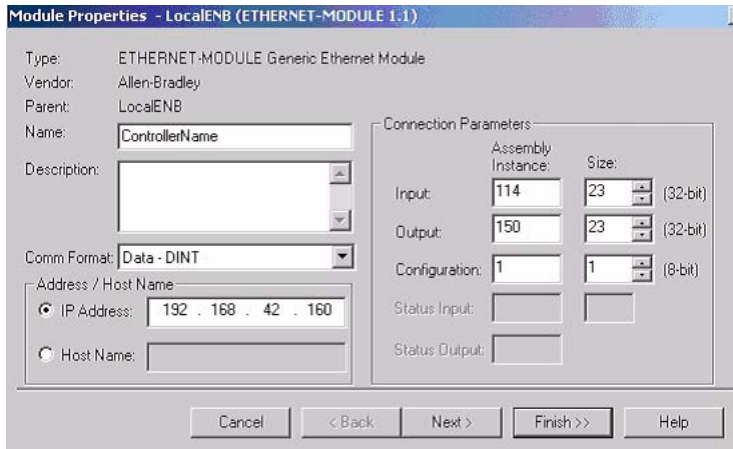 Module Properties - LocalENB (ETHERNET-MODULE 1.1)
Type: ETHERNET-MODULE Generic Ethernet Module
Vendor: Allen-Bradley
Parent: LocalENB
Name: ControllerName
Description:
Comm Format: Data - DINT
Address / Host Name
IP Address: 192 . 168 . 42 . 160
Host Name:
Connection Parameters
Assembly
Instance: Size:
Input: 114 23 (32-bit)
Output: 150 23 (32-bit)
Configuration: 1 1 (8-bit)
Status Input:
Status Output:
Cancel < Back Next > Finish >> Help